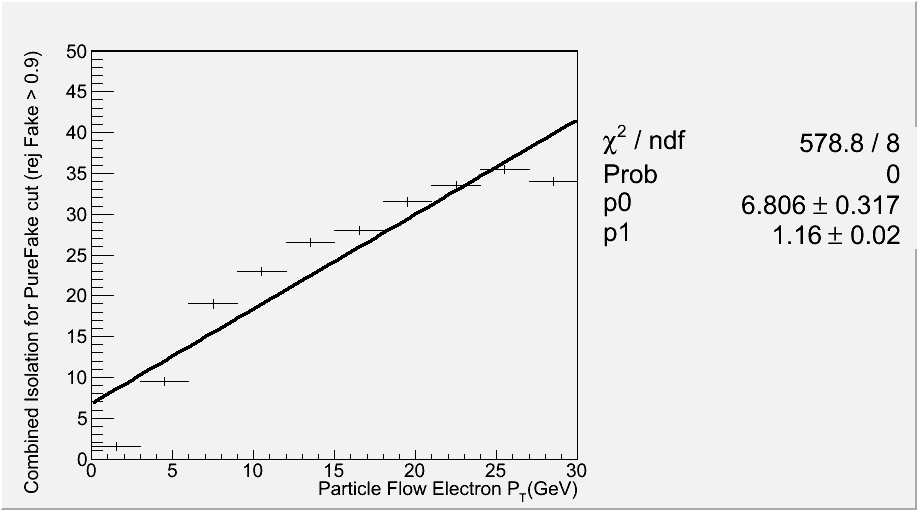 Combined Isolation for PureFake cut (rej Fake > 0.9)
50
45
40
35
30
25
20
15
10
5
0
0 5 10 15 20 25 30
Particle Flow Electron P_T(GeV)
χ² / ndf 578.8 / 8
Prob 0
p0 6.806 ± 0.317
p1 1.16 ± 0.02